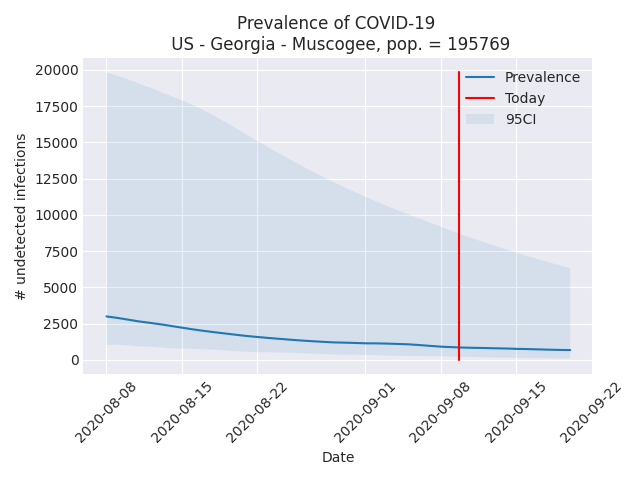 Prevalence of COVID-19
US - Georgia - Muscogee, pop. = 195769
20000
17500
15000
12500
10000
7500
5000
2500
0
# undetected infections
Prevalence
Today
95CI
2020-08-08
2020-08-15
2020-08-22
2020-09-01
2020-09-08
2020-09-15
2020-09-22
Date